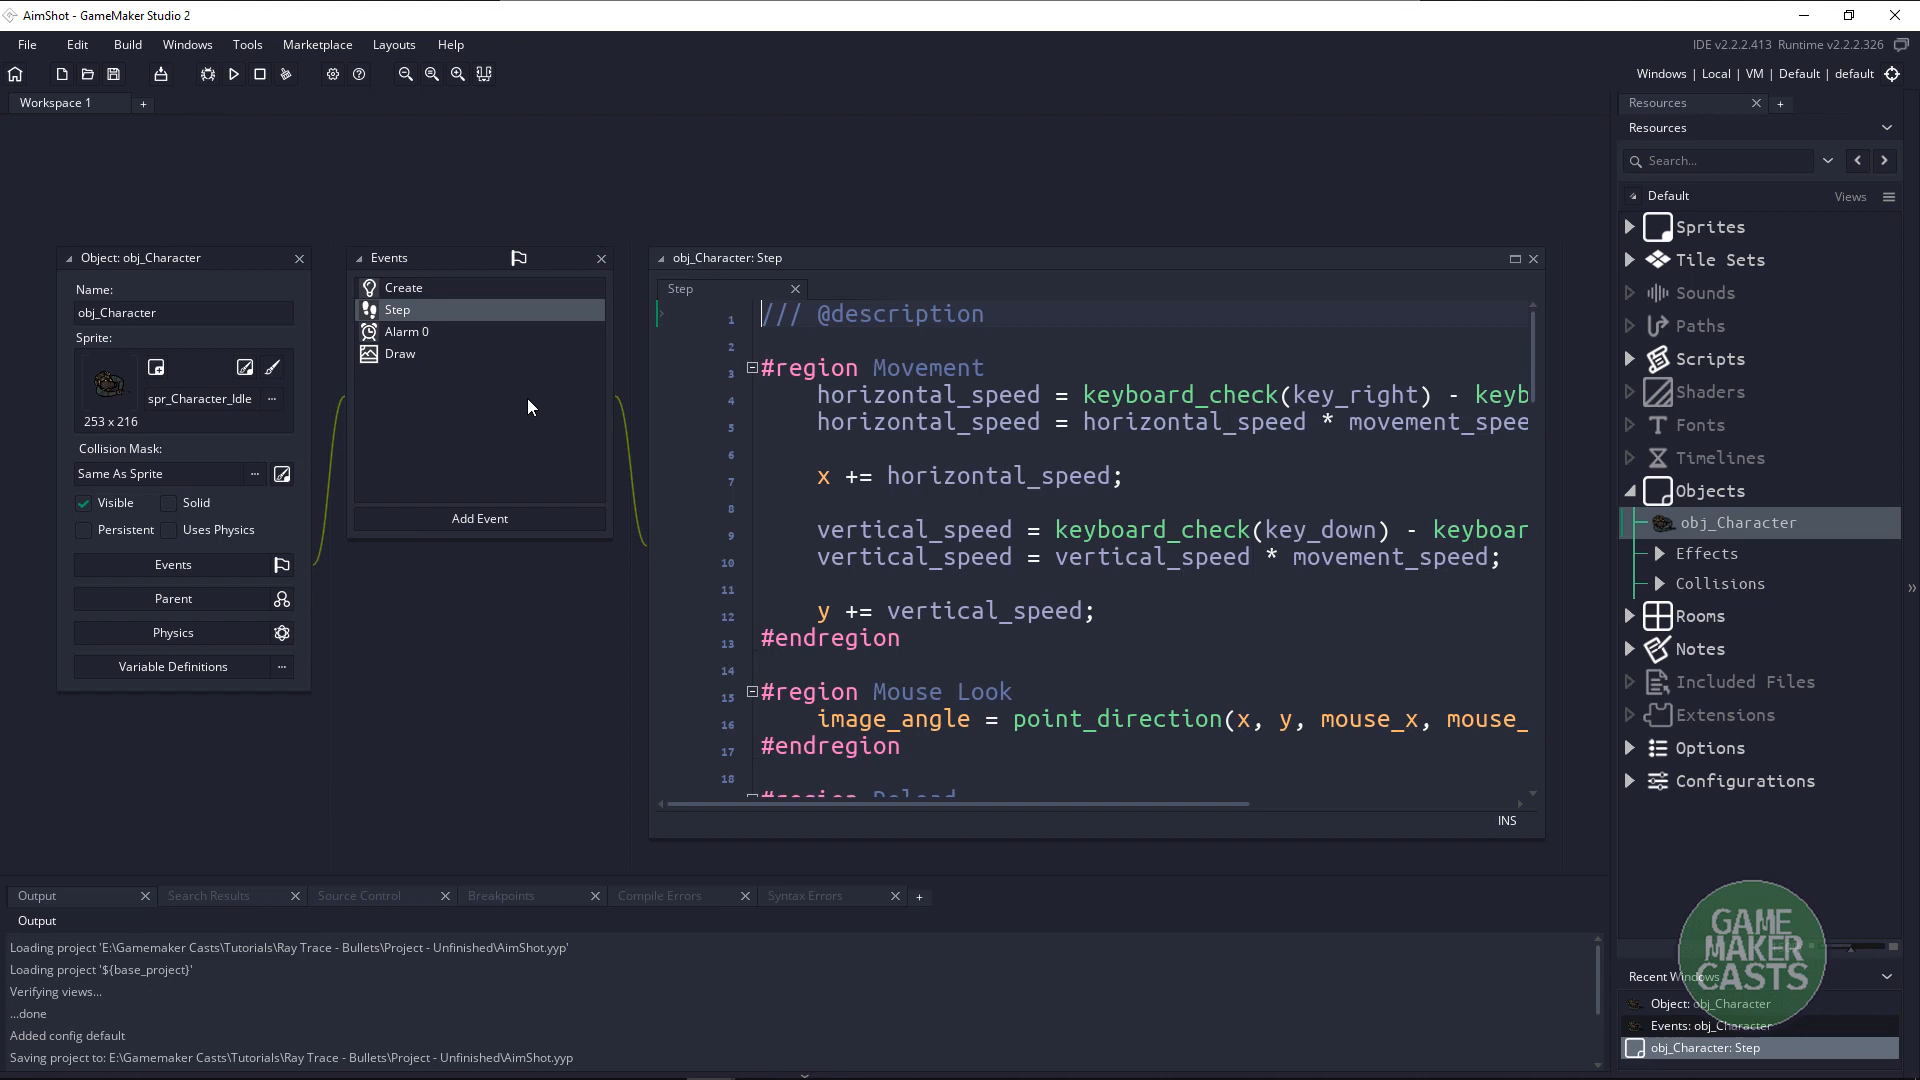 AimShot - GameMaker Studio 2
File Edit Build Windows Tools Marketplace Layouts Help
IDE v2.2.2.413 Runtime v2.2.2.326
Windows | Local | VM | Default | default
Workspace 1 +
Resources
Resources
Search...
Default Views
Sprites
Tile Sets
Sounds
Paths
Scripts
Shaders
Fonts
Timelines
Objects
obj_Character
Effects
Collisions
Rooms
Notes
Included Files
Extensions
Options
Configurations
Object: obj_Character
Name:
obj_Character
Sprite:
spr_Character_Idle
253 x 216
Collision Mask:
Same As Sprite
Visible Solid
Persistent Uses Physics
Events
Parent
Physics
Variable Definitions
Events
Create
Step
Alarm 0
Draw
Add Event
obj_Character: Step
Step
1 /// @description
2
3 #region Movement
4 horizontal_speed = keyboard_check(key_right) - keyb
5 horizontal_speed = horizontal_speed * movement_spee
6
7 x += horizontal_speed;
8
9 vertical_speed = keyboard_check(key_down) - keyboar
10 vertical_speed = vertical_speed * movement_speed;
11
12 y += vertical_speed;
13 #endregion
14
15 #region Mouse Look
16 image_angle = point_direction(x, y, mouse_x, mouse_
17 #endregion
18
#region Reload
INS
Output Search Results Source Control Breakpoints Compile Errors Syntax Errors +
Output
Loading project 'E:\Gamemaker Casts\Tutorials\Ray Trace - Bullets\Project - Unfinished\AimShot.yyp'
Loading project '${base_project}'
Verifying views...
...done
Added config default
Saving project to: E:\Gamemaker Casts\Tutorials\Ray Trace - Bullets\Project - Unfinished\AimShot.yyp
GAME
MAKER
CASTS
Recent Windows
Object: obj_Character
Events: obj_Character
obj_Character: Step